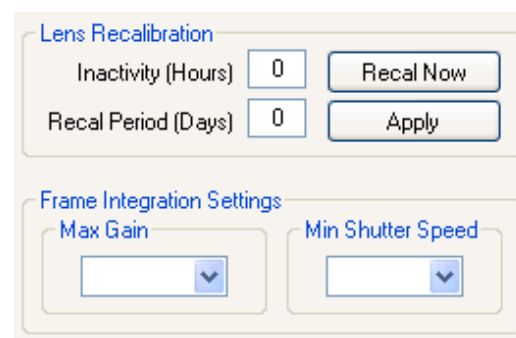 Lens Recalibration
Inactivity (Hours) 0 Recal Now
Recal Period (Days) 0 Apply
Frame Integration Settings
Max Gain Min Shutter Speed